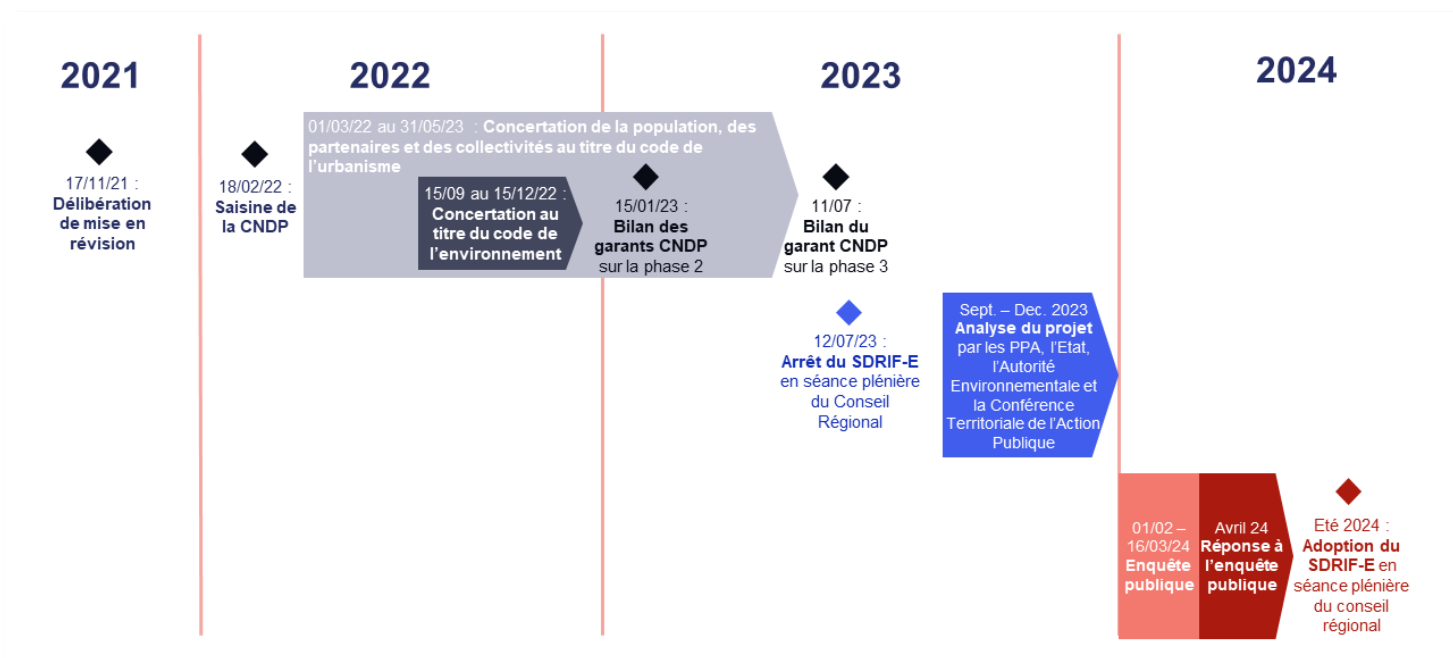 2021
2022
2023
2024
17/11/21 :
Délibération
de mise en
révision
18/02/22 :
Saisine de
la CNDP
01/03/22 au 31/05/23 : Concertation de la population, des
partenaires et des collectivités au titre du code de
l'urbanisme
15/09 au 15/12/22 :
Concertation au
titre du code de
l'environnement
15/01/23 :
Bilan des
garants CNDP
sur la phase 2
11/07 :
Bilan du
garant CNDP
sur la phase 3
12/07/23 :
Arrêt du SDRIF-E
en séance plénière
du Conseil
Régional
Sept. – Dec. 2023
Analyse du projet
par les PPA, l'Etat,
l'Autorité
Environnementale et
la Conférence
Territoriale de l'Action
Publique
01/02 –
16/03/24
Enquête
publique
Avril 24
Réponse à
l'enquête
publique
Eté 2024 :
Adoption du
SDRIF-E en
séance plénière
du conseil
régional